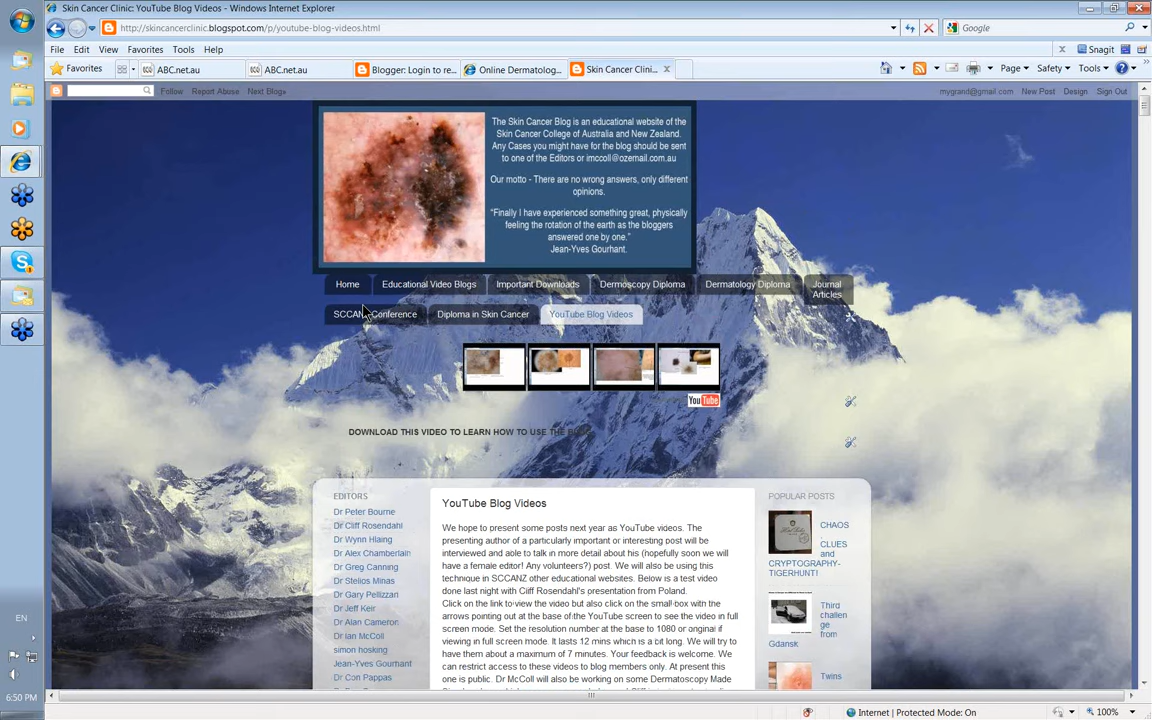 Skin Cancer Clinic: YouTube Blog Videos - Windows Internet Explorer
http://skincancerclinic.blogspot.com/p/youtube-blog-videos.html
Google
File Edit View Favorites Tools Help
x Snagit
Favorites ABC.net.au ABC.net.au Blogger: Login to re... Online Dermatolog... Skin Cancer Clini... x
Page Safety Tools
Follow Report Abuse Next Blog» mygrand@gmail.com New Post Design Sign Out
The Skin Cancer Blog is an educational website of the
Skin Cancer College of Australia and New Zealand.
Any Cases you might have for the blog should be sent
to one of the Editors or imccoll@ozemail.com.au
Our motto - There are no wrong answers, only different
opinions.
"Finally I have experienced something great, physically
feeling the rotation of the earth as the bloggers
answered one by one."
Jean-Yves Gourhant.
Home Educational Video Blogs Important Downloads Dermoscopy Diploma Dermatology Diploma Journal
Articles
Conference Diploma in Skin Cancer YouTube Blog Videos
YouTube
DOWNLOAD THIS VIDEO TO LEARN HOW TO USE THE
EDITORS
Dr Peter Bourne
Dr Cliff Rosendahl
Dr Wynn Hlaing
Dr Alex Chamberlain
Dr Greg Canning
Dr Stelios Minas
Dr Gary Pellizzan
Dr Jeff Keir
Dr Alan Cameron
Dr Ian McColl
simon hosking
Jean-Yves Gourhant
Dr Con Pappas
YouTube Blog Videos
We hope to present some posts next year as YouTube videos. The
presenting author of a particularly important or interesting post will be
interviewed and aole to talk in more detail about his (hopefully soon we will
have a female editor! Any volunteers?) post. We will also be using this
technique in SCCANZ other educational websites. Below is a test video
done last night with Cliff Rosendahl's presentation from Poland.
Click on the link to view the video but also click on the small box with the
arrows pointing out at the base of the YouTube screen to see the video in full
screen mode. Set the resolution number at the base to 1080 or original if
viewing in full screen mode. It lasts 12 mins which is a bit long. We will try to
have them about a maximum of 7 minutes. Your feedback is welcome. We
can restrict access to these videos to blog members only. At present this
one is public. Dr McColl will also be working on some Dermoscopy Made
POPULAR POSTS
CHAOS
,
CLUES
and
CRYPTOGRAPHY-
TIGERHUNT!
Third
challen
ge
from
Gdansk
Twins
EN
6:50 PM
Internet | Protected Mode: On 100%